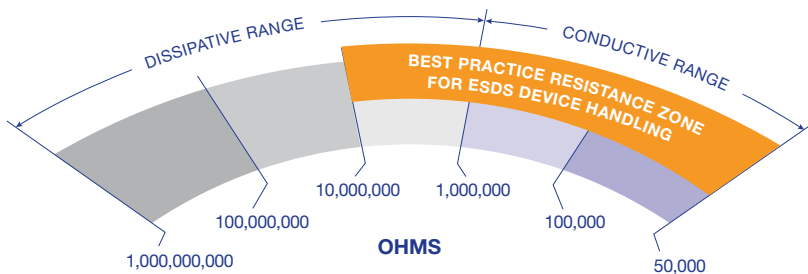 DISSIPATIVE RANGE
CONDUCTIVE RANGE
BEST PRACTICE RESISTANCE ZONE
FOR ESDS DEVICE HANDLING
1,000,000,000
100,000,000
10,000,000
1,000,000
100,000
50,000
OHMS